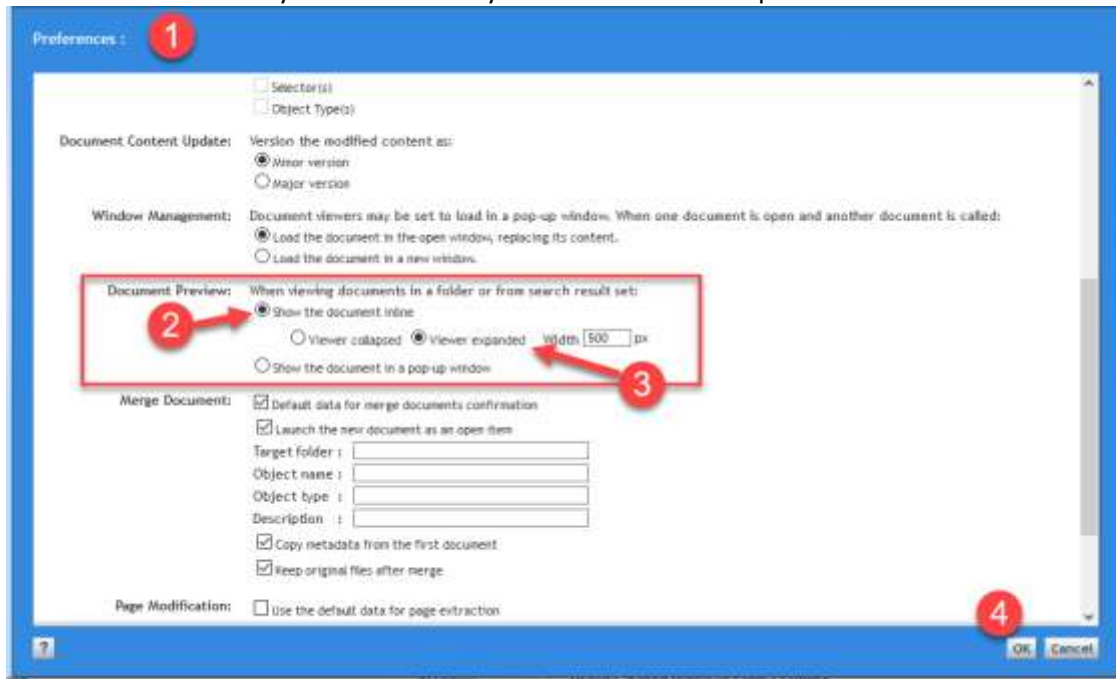 Preferences :
1
Selector(s)
Object Type(s)
Document Content Update: Version the modified content as:
Minor version
Major version
Window Management: Document viewers may be set to load in a pop-up window. When one document is open and another document is called:
Load the document in the open window, replacing its content.
Load the document in a new window.
Document Preview: When viewing documents in a folder or from search result set:
2
Show the document inline
Viewer collapsed Viewer expanded Width 500 px
3
Show the document in a pop-up window
Merge Document: Default data for merge documents confirmation
Launch the new document as an open item
Target folder :
Object name :
Object type :
Description :
Copy metadata from the first document
Keep original files after merge
Page Modification: Use the default data for page extraction
4
? OK Cancel